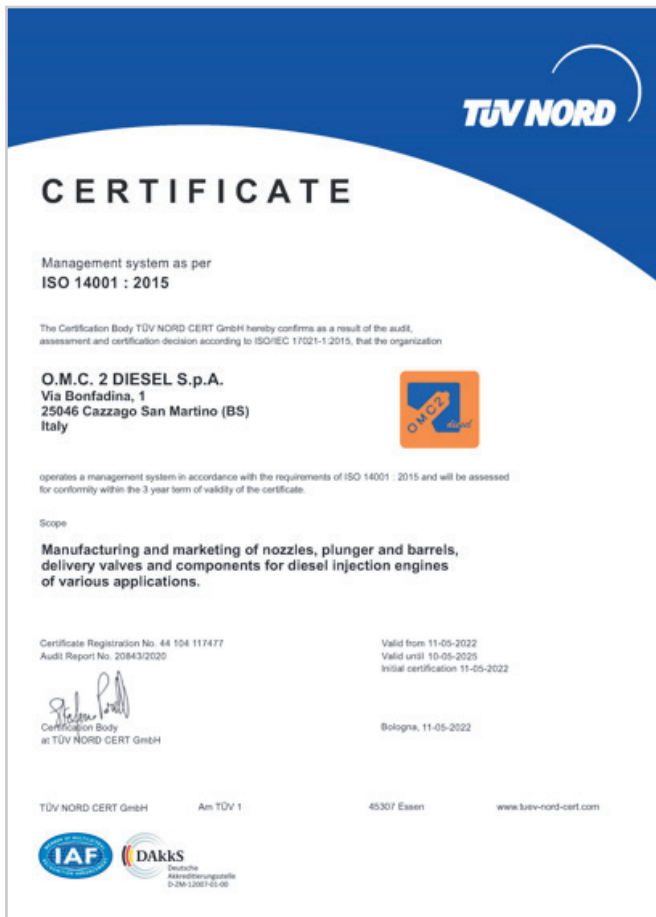 TÜV NORD
CERTIFICATE
Management system as per
ISO 14001 : 2015
The Certification Body TÜV NORD CERT GmbH hereby confirms as a result of the audit,
assessment and certification decision according to ISO/IEC 17021-1:2015, that the organization
O.M.C. 2 DIESEL S.p.A.
Via Bonfadina, 1
25046 Cazzago San Martino (BS)
Italy
OMC2
diesel
operates a management system in accordance with the requirements of ISO 14001 : 2015 and will be assessed
for conformity within the 3 year term of validity of the certificate.
Scope
Manufacturing and marketing of nozzles, plunger and barrels,
delivery valves and components for diesel injection engines
of various applications.
Certificate Registration No. 44 104 117477
Audit Report No. 20843/2020
Valid from 11-05-2022
Valid until 10-05-2025
Initial certification 11-05-2022
Certification Body
at TÜV NORD CERT GmbH
Bologna, 11-05-2022
TÜV NORD CERT GmbH Am TÜV 1 45307 Essen www.tuev-nord-cert.com
IAF
DAkkS
Deutsche
Akkreditierungsstelle
D-ZM-12007-01-00